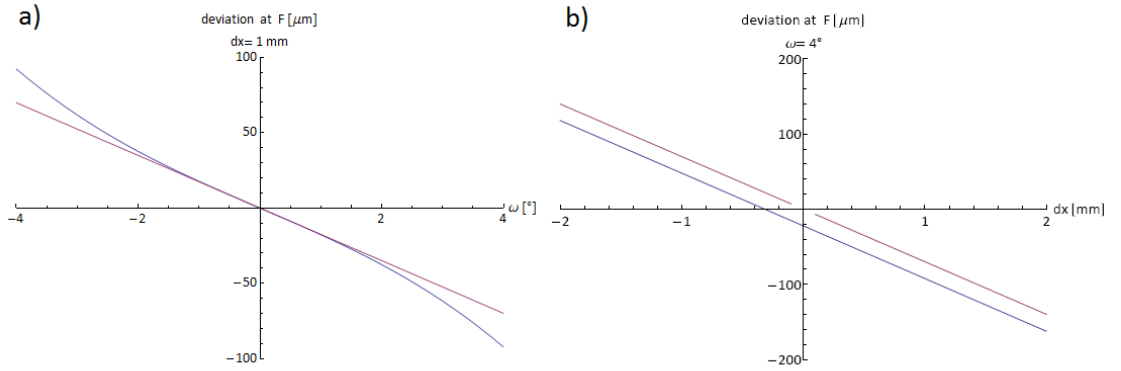 a)
deviation at F [μm]
dx= 1 mm
100
50
−4
−2
2
4
ω [°]
−50
−100
b)
deviation at F [μm]
ω= 4°
200
100
−2
−1
1
2
dx [mm]
−100
−200